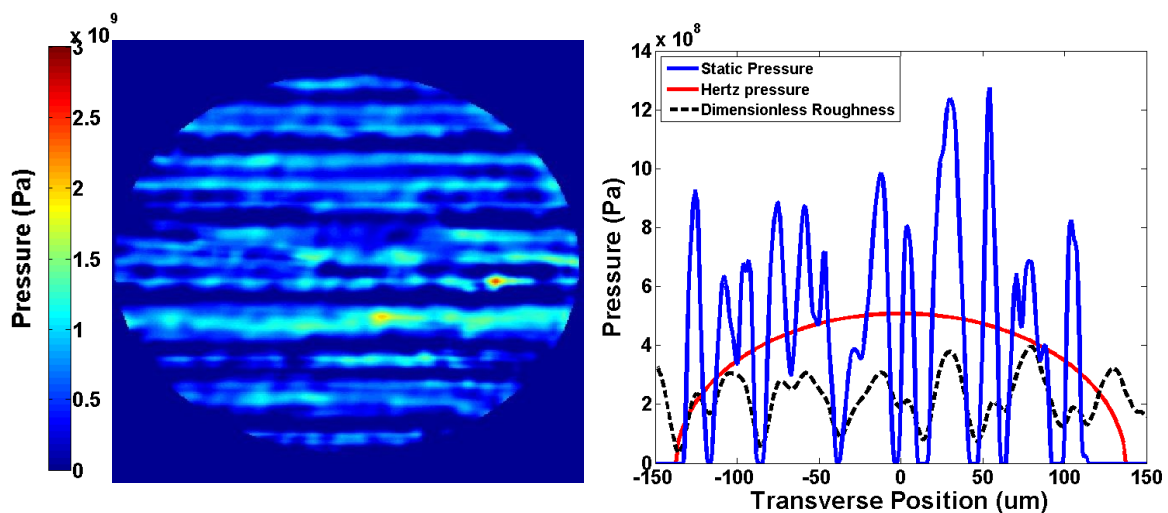 x 10^9
3
2.5
2
1.5
1
0.5
0
Pressure (Pa)
x 10^8
14
12
10
8
6
4
2
0
Pressure (Pa)
Static Pressure
Hertz pressure
Dimensionless Roughness
-150 -100 -50 0 50 100 150
Transverse Position (um)